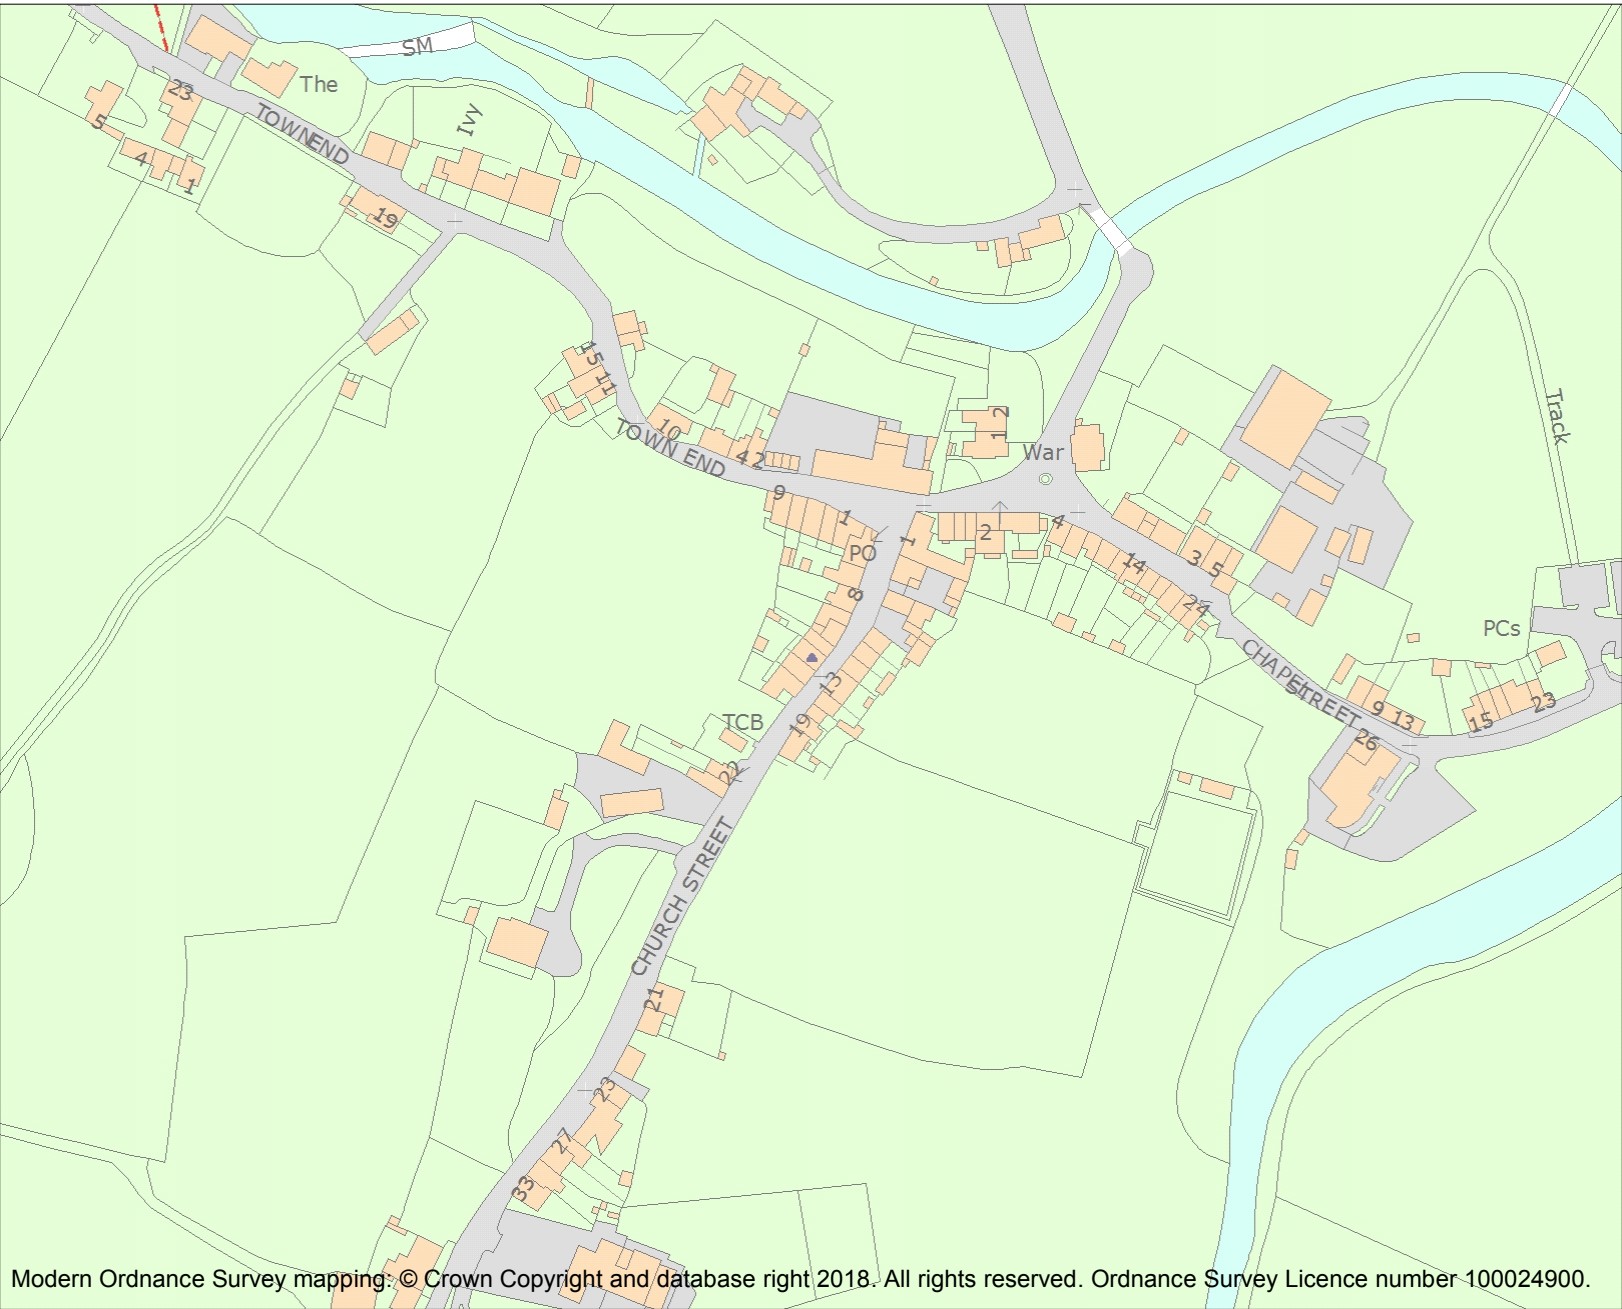 SM
The
23
TOWN END
Ivy
5
4
1
19
15
11
10
TOWN END
4 2
9
1
PO
8
1
2
1
War
2
4
14
24
3
5
Track
PCs
CHAPEL STREET
9
13
15
23
26
13
19
TCB
22
CHURCH STREET
21
23
27
33
Modern Ordnance Survey mapping: © Crown Copyright and database right 2018. All rights reserved. Ordnance Survey Licence number 100024900.